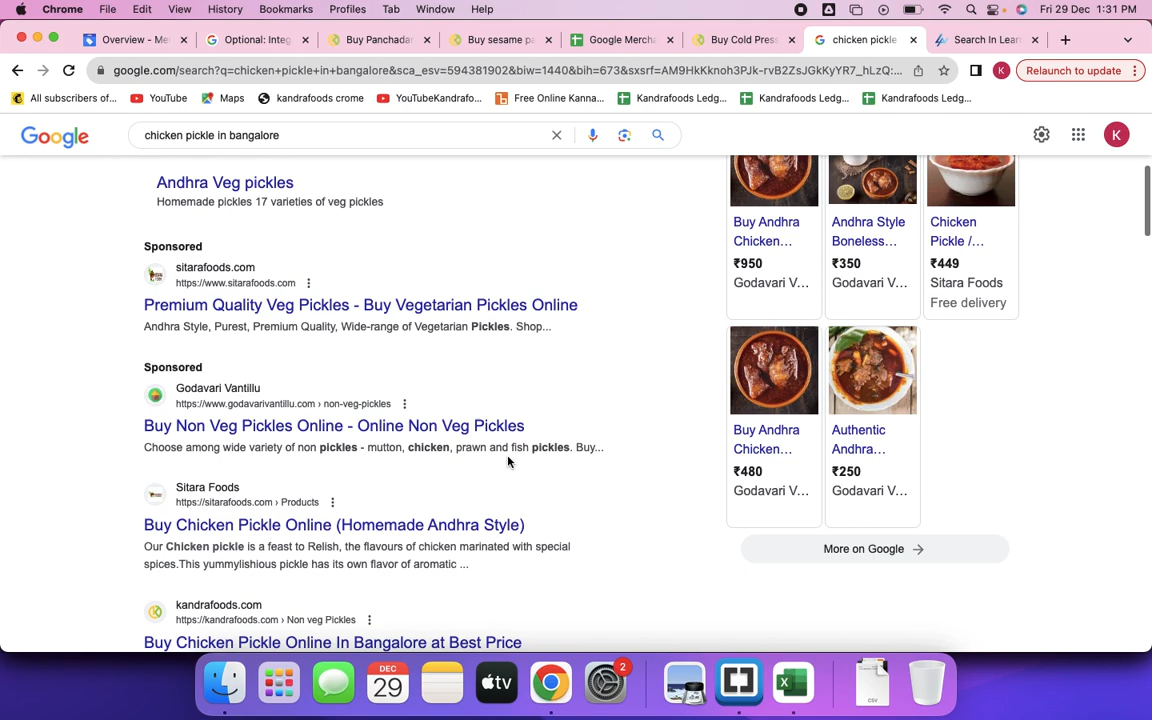 Chrome File Edit View History Bookmarks Profiles Tab Window Help
Fri 29 Dec 1:31 PM
Overview - Me
Optional: Integ
Buy Panchadar
Buy sesame pa
Google Mercha
Buy Cold Press
chicken pickle
Search In Lear
google.com/search?q=chicken+pickle+in+bangalore&sca_esv=594381902&biw=1440&bih=673&sxsrf=AM9HkKknoh3PJk-rvB2ZsJGkKyYR7_hLzQ:...
K
Relaunch to update
All subscribers of...
YouTube
Maps
kandrafoods crome
YouTubeKandrafo...
Free Online Kanna...
Kandrafoods Ledg...
Kandrafoods Ledg...
Kandrafoods Ledg...
Google
chicken pickle in bangalore
K
Andhra Veg pickles
Homemade pickles 17 varieties of veg pickles
Sponsored
sitarafoods.com
https://www.sitarafoods.com
Premium Quality Veg Pickles - Buy Vegetarian Pickles Online
Andhra Style, Purest, Premium Quality, Wide-range of Vegetarian Pickles. Shop...
Sponsored
Godavari Vantillu
https://www.godavarivantillu.com › non-veg-pickles
Buy Non Veg Pickles Online - Online Non Veg Pickles
Choose among wide variety of non pickles - mutton, chicken, prawn and fish pickles. Buy...
Sitara Foods
https://sitarafoods.com › Products
Buy Chicken Pickle Online (Homemade Andhra Style)
Our Chicken pickle is a feast to Relish, the flavours of chicken marinated with special
spices.This yummylishious pickle has its own flavor of aromatic ...
kandrafoods.com
https://kandrafoods.com › Non veg Pickles
Buy Chicken Pickle Online In Bangalore at Best Price
Buy Andhra
Chicken...
₹950
Godavari V...
Andhra Style
Boneless...
₹350
Godavari V...
Chicken
Pickle /...
₹449
Sitara Foods
Free delivery
Buy Andhra
Chicken...
₹480
Godavari V...
Authentic
Andhra...
₹250
Godavari V...
More on Google
DEC
29
tv
2
CSV